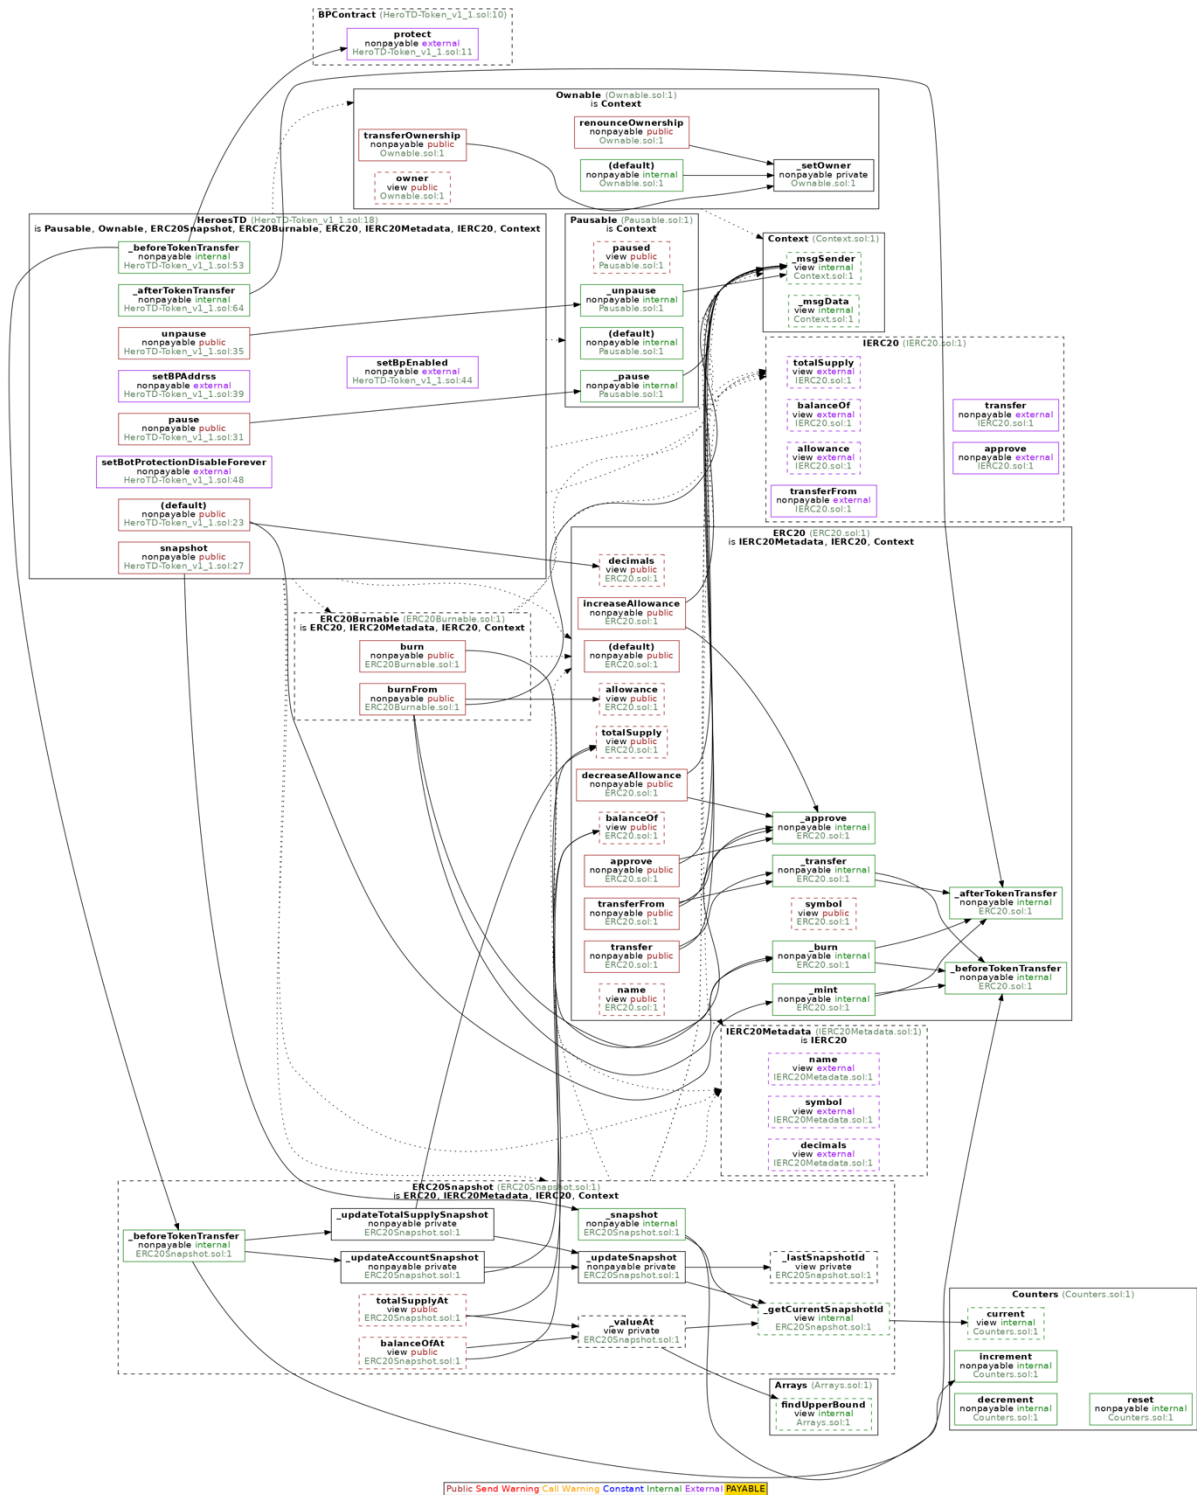 BPContract (HeroTD-Token_v1_1.sol:10)
protect
nonpayable external
HeroTD-Token_v1_1.sol:11
Ownable (Ownable.sol:1)
is Context
transferOwnership
nonpayable public
Ownable.sol:1
renounceOwnership
nonpayable public
Ownable.sol:1
(default)
nonpayable internal
Ownable.sol:1
_setOwner
nonpayable private
Ownable.sol:1
owner
view public
Ownable.sol:1
HeroesTD (HeroTD-Token_v1_1.sol:18)
is Pausable, Ownable, ERC20Snapshot, ERC20Burnable, ERC20, IERC20Metadata, IERC20, Context
_beforeTokenTransfer
nonpayable internal
HeroTD-Token_v1_1.sol:53
_afterTokenTransfer
nonpayable internal
HeroTD-Token_v1_1.sol:64
unpause
nonpayable public
HeroTD-Token_v1_1.sol:35
setBPAddrss
nonpayable external
HeroTD-Token_v1_1.sol:39
setBpEnabled
nonpayable external
HeroTD-Token_v1_1.sol:44
pause
nonpayable public
HeroTD-Token_v1_1.sol:31
setBotProtectionDisableForever
nonpayable external
HeroTD-Token_v1_1.sol:48
(default)
nonpayable public
HeroTD-Token_v1_1.sol:23
snapshot
nonpayable public
HeroTD-Token_v1_1.sol:27
Pausable (Pausable.sol:1)
is Context
paused
view public
Pausable.sol:1
_unpause
nonpayable internal
Pausable.sol:1
(default)
nonpayable internal
Pausable.sol:1
_pause
nonpayable internal
Pausable.sol:1
Context (Context.sol:1)
_msgSender
view internal
Context.sol:1
_msgData
view internal
Context.sol:1
IERC20 (IERC20.sol:1)
totalSupply
view external
IERC20.sol:1
balanceOf
view external
IERC20.sol:1
transfer
nonpayable external
IERC20.sol:1
allowance
view external
IERC20.sol:1
approve
nonpayable external
IERC20.sol:1
transferFrom
nonpayable external
IERC20.sol:1
ERC20 (ERC20.sol:1)
is IERC20Metadata, IERC20, Context
decimals
view public
ERC20.sol:1
increaseAllowance
nonpayable public
ERC20.sol:1
(default)
nonpayable public
ERC20.sol:1
allowance
view public
ERC20.sol:1
totalSupply
view public
ERC20.sol:1
decreaseAllowance
nonpayable public
ERC20.sol:1
balanceOf
view public
ERC20.sol:1
approve
nonpayable public
ERC20.sol:1
transferFrom
nonpayable public
ERC20.sol:1
transfer
nonpayable public
ERC20.sol:1
name
view public
ERC20.sol:1
_approve
nonpayable internal
ERC20.sol:1
_transfer
nonpayable internal
ERC20.sol:1
symbol
view public
ERC20.sol:1
_burn
nonpayable internal
ERC20.sol:1
_mint
nonpayable internal
ERC20.sol:1
_afterTokenTransfer
nonpayable internal
ERC20.sol:1
_beforeTokenTransfer
nonpayable internal
ERC20.sol:1
ERC20Burnable (ERC20Burnable.sol:1)
is ERC20, IERC20Metadata, IERC20, Context
burn
nonpayable public
ERC20Burnable.sol:1
burnFrom
nonpayable public
ERC20Burnable.sol:1
IERC20Metadata (IERC20Metadata.sol:1)
is IERC20
name
view external
IERC20Metadata.sol:1
symbol
view external
IERC20Metadata.sol:1
decimals
view external
IERC20Metadata.sol:1
ERC20Snapshot (ERC20Snapshot.sol:1)
is ERC20, IERC20Metadata, IERC20, Context
_beforeTokenTransfer
nonpayable internal
ERC20Snapshot.sol:1
_updateTotalSupplySnapshot
nonpayable private
ERC20Snapshot.sol:1
_updateAccountSnapshot
nonpayable private
ERC20Snapshot.sol:1
totalSupplyAt
view public
ERC20Snapshot.sol:1
balanceOfAt
view public
ERC20Snapshot.sol:1
_snapshot
nonpayable internal
ERC20Snapshot.sol:1
_updateSnapshot
nonpayable private
ERC20Snapshot.sol:1
_valueAt
view private
ERC20Snapshot.sol:1
_lastSnapshotId
view private
ERC20Snapshot.sol:1
_getCurrentSnapshotId
view internal
ERC20Snapshot.sol:1
Counters (Counters.sol:1)
current
view internal
Counters.sol:1
increment
nonpayable internal
Counters.sol:1
decrement
nonpayable internal
Counters.sol:1
reset
nonpayable internal
Counters.sol:1
Arrays (Arrays.sol:1)
findUpperBound
view internal
Arrays.sol:1
Public Send Warning Call Warning Constant Internal External PAYABLE